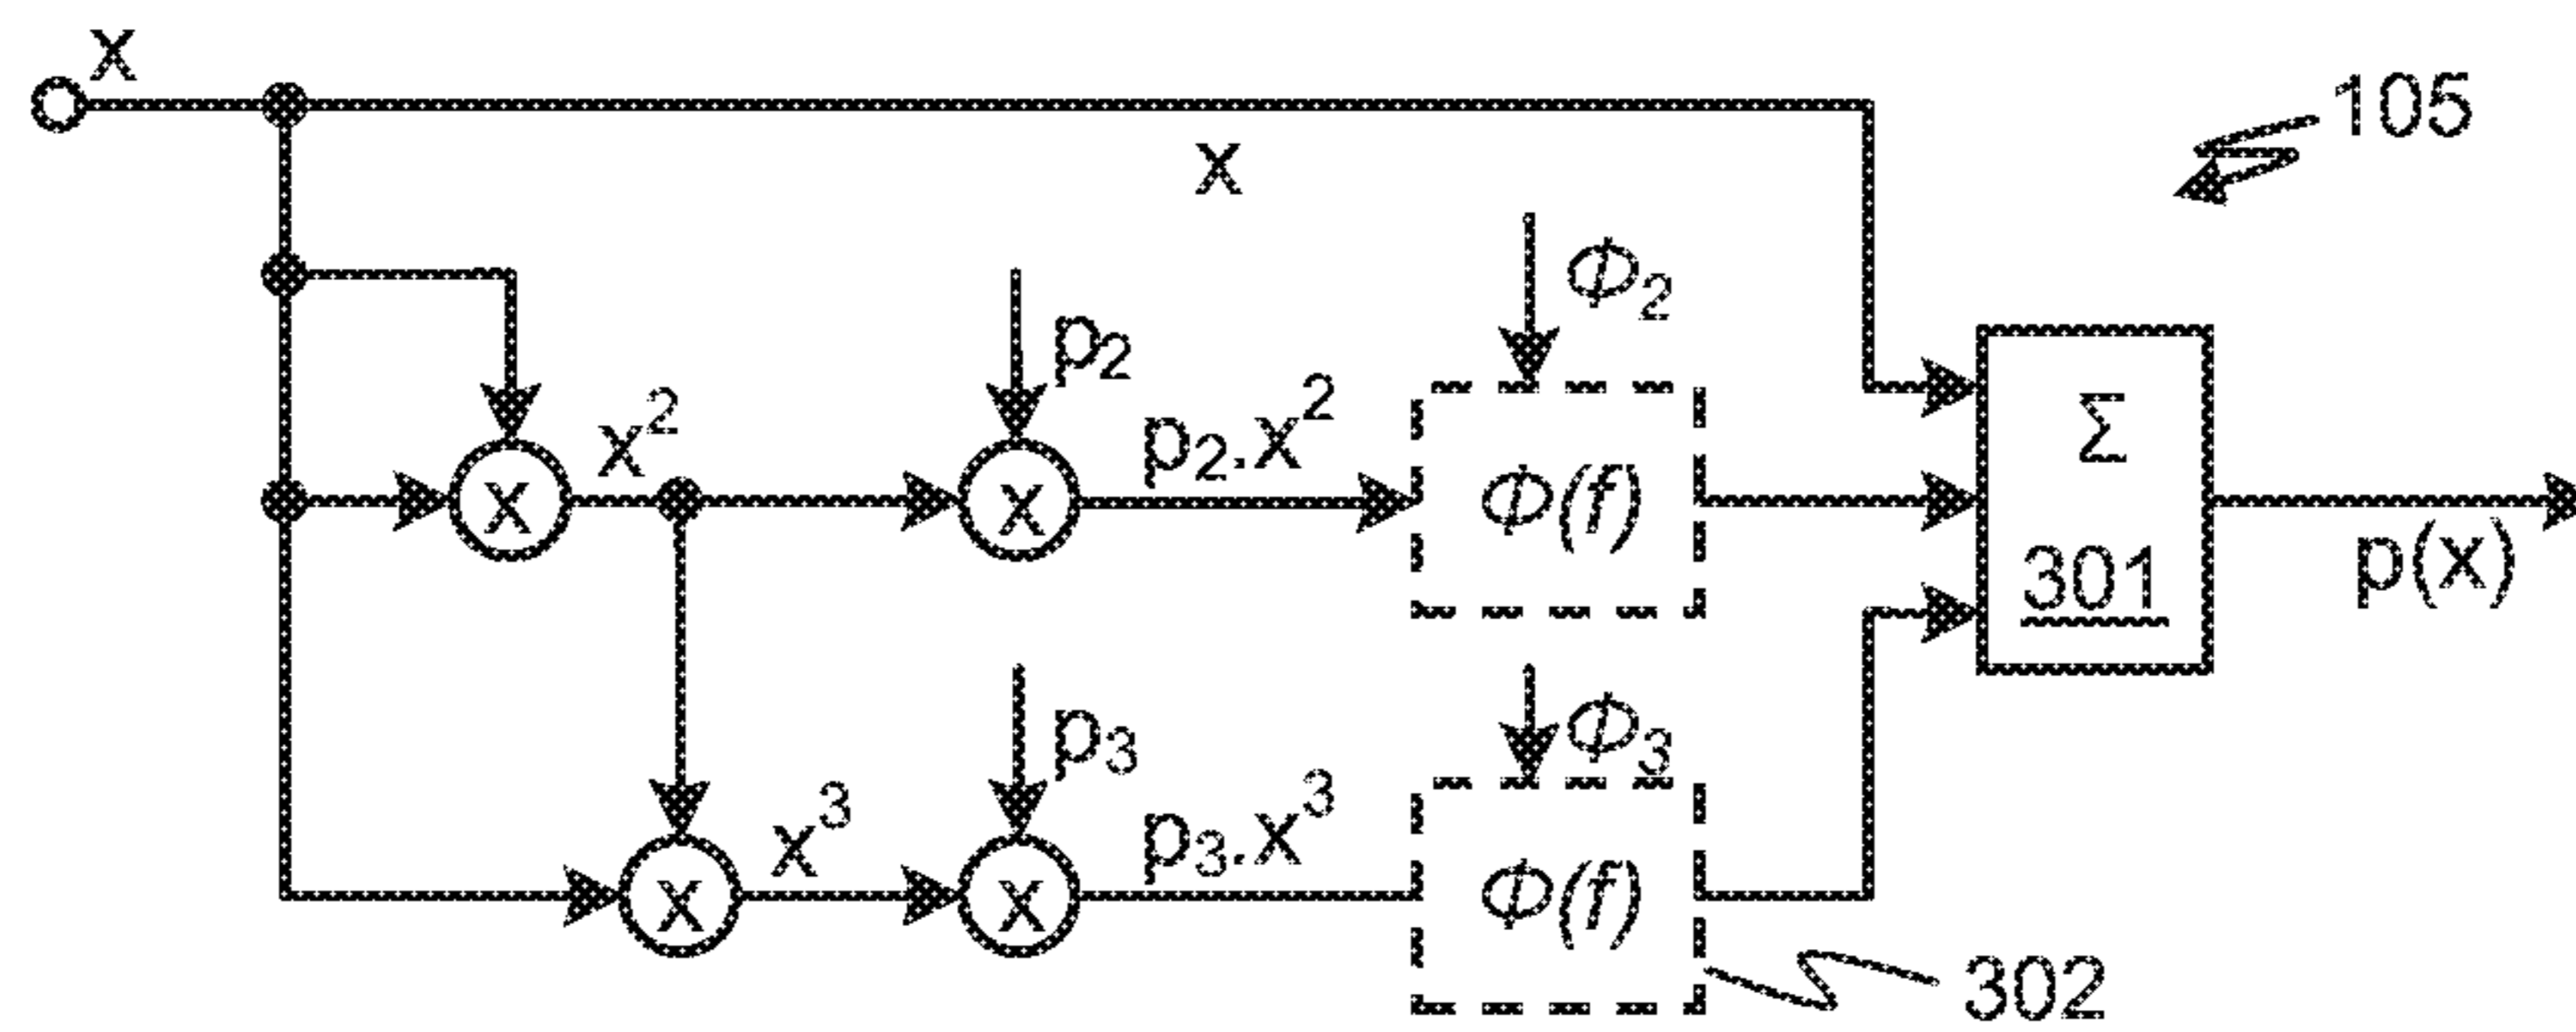 x
105
x
Φ₂
p₂
x²
p₂.x²
Φ(f)
Σ
301
p(x)
x
x
p₃
Φ₃
x³
p₃.x³
Φ(f)
x
x
302